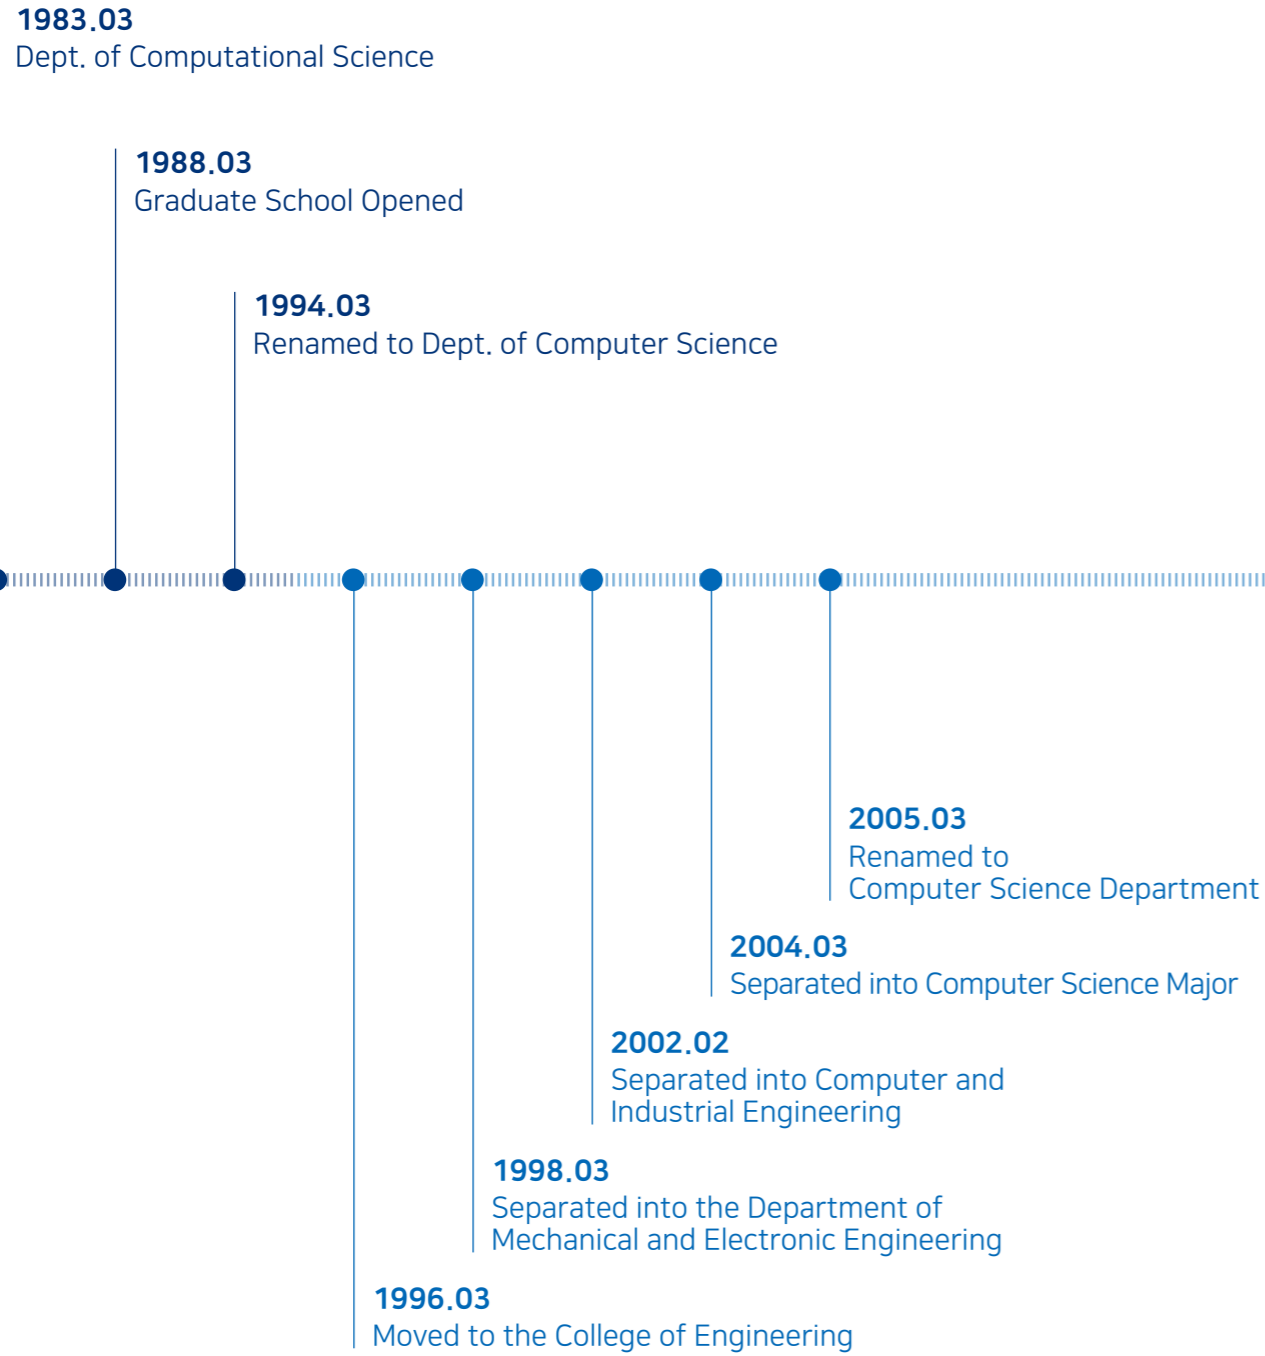 1983.03
Dept. of Computational Science
1988.03
Graduate School Opened
1994.03
Renamed to Dept. of Computer Science
2005.03
Renamed to
Computer Science Department
2004.03
Separated into Computer Science Major
2002.02
Separated into Computer and
Industrial Engineering
1998.03
Separated into the Department of
Mechanical and Electronic Engineering
1996.03
Moved to the College of Engineering